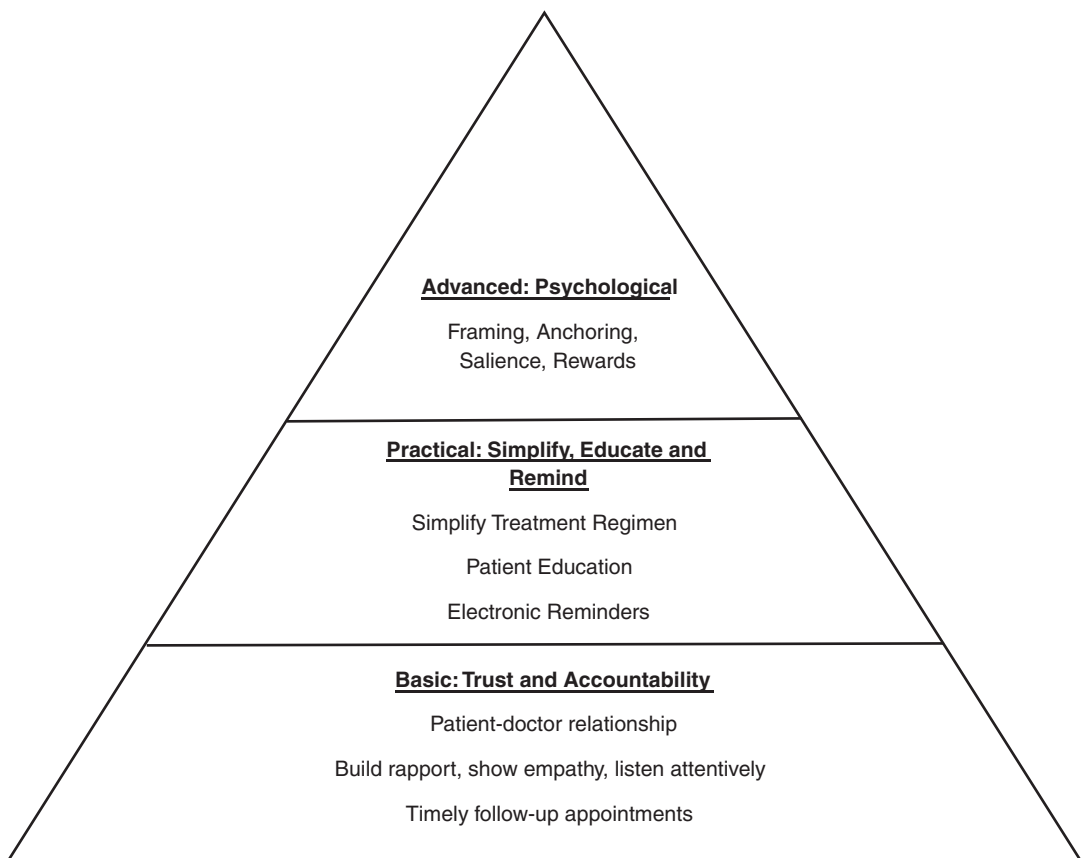 Advanced: Psychological
Framing, Anchoring,
Salience, Rewards
Practical: Simplify, Educate and
Remind
Simplify Treatment Regimen
Patient Education
Electronic Reminders
Basic: Trust and Accountability
Patient-doctor relationship
Build rapport, show empathy, listen attentively
Timely follow-up appointments